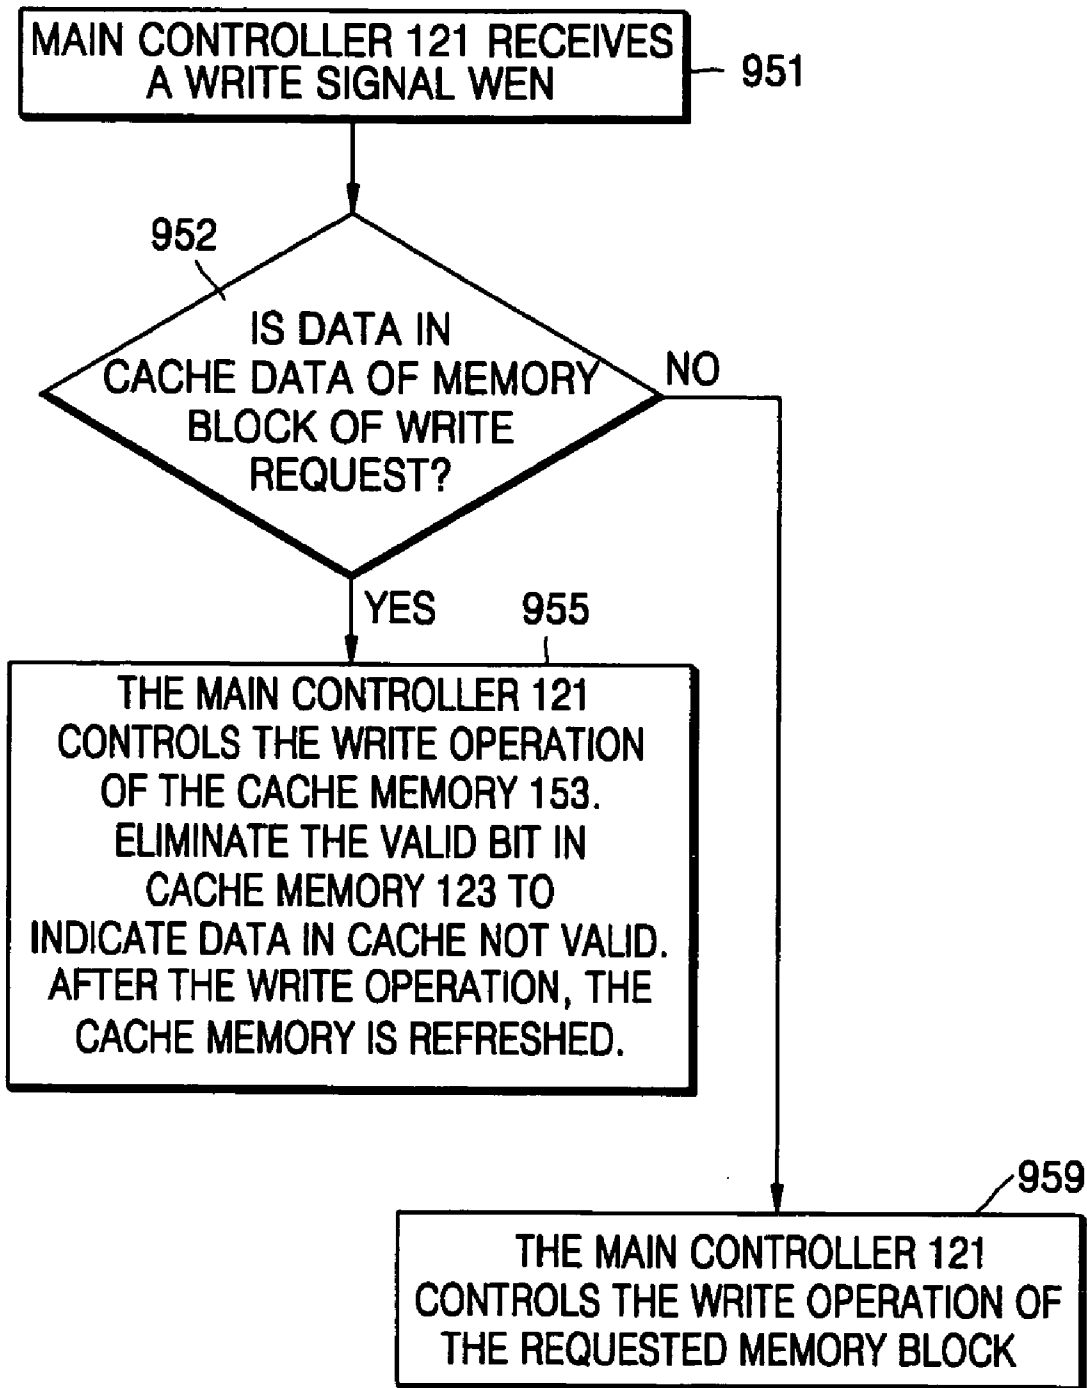 MAIN CONTROLLER 121 RECEIVES
A WRITE SIGNAL WEN
951
952
IS DATA IN
CACHE DATA OF MEMORY
BLOCK OF WRITE
REQUEST?
NO
YES
955
THE MAIN CONTROLLER 121
CONTROLS THE WRITE OPERATION
OF THE CACHE MEMORY 153.
ELIMINATE THE VALID BIT IN
CACHE MEMORY 123 TO
INDICATE DATA IN CACHE NOT VALID.
AFTER THE WRITE OPERATION, THE
CACHE MEMORY IS REFRESHED.
959
THE MAIN CONTROLLER 121
CONTROLS THE WRITE OPERATION OF
THE REQUESTED MEMORY BLOCK